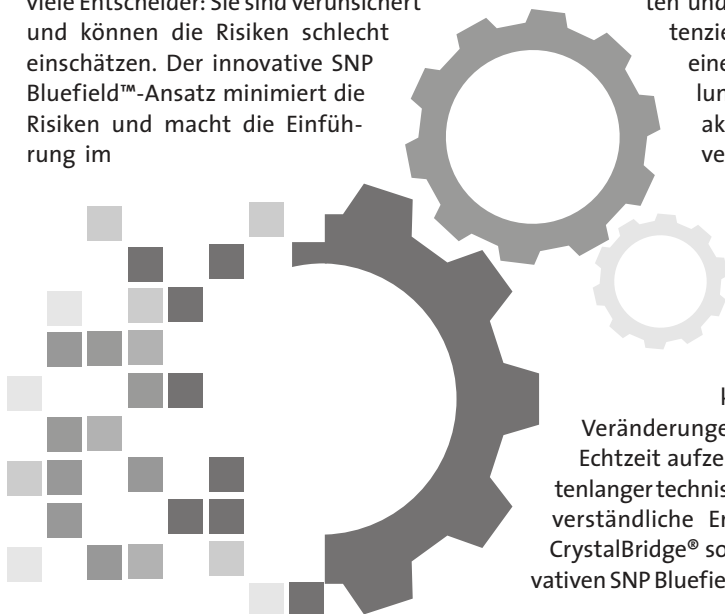 viele Entscheider: Sie sind verunsichert
und können die Risiken schlecht
einschätzen. Der innovative SNP
Bluefield™-Ansatz minimiert die
Risiken und macht die Einfüh-
rung im
ten und
tenzie
eine
lun
ak
ve
k
Veränderunge
Echtzeit aufze
tenlanger technis
verständliche Er
CrystalBridge® so
vativen SNP Bluefie